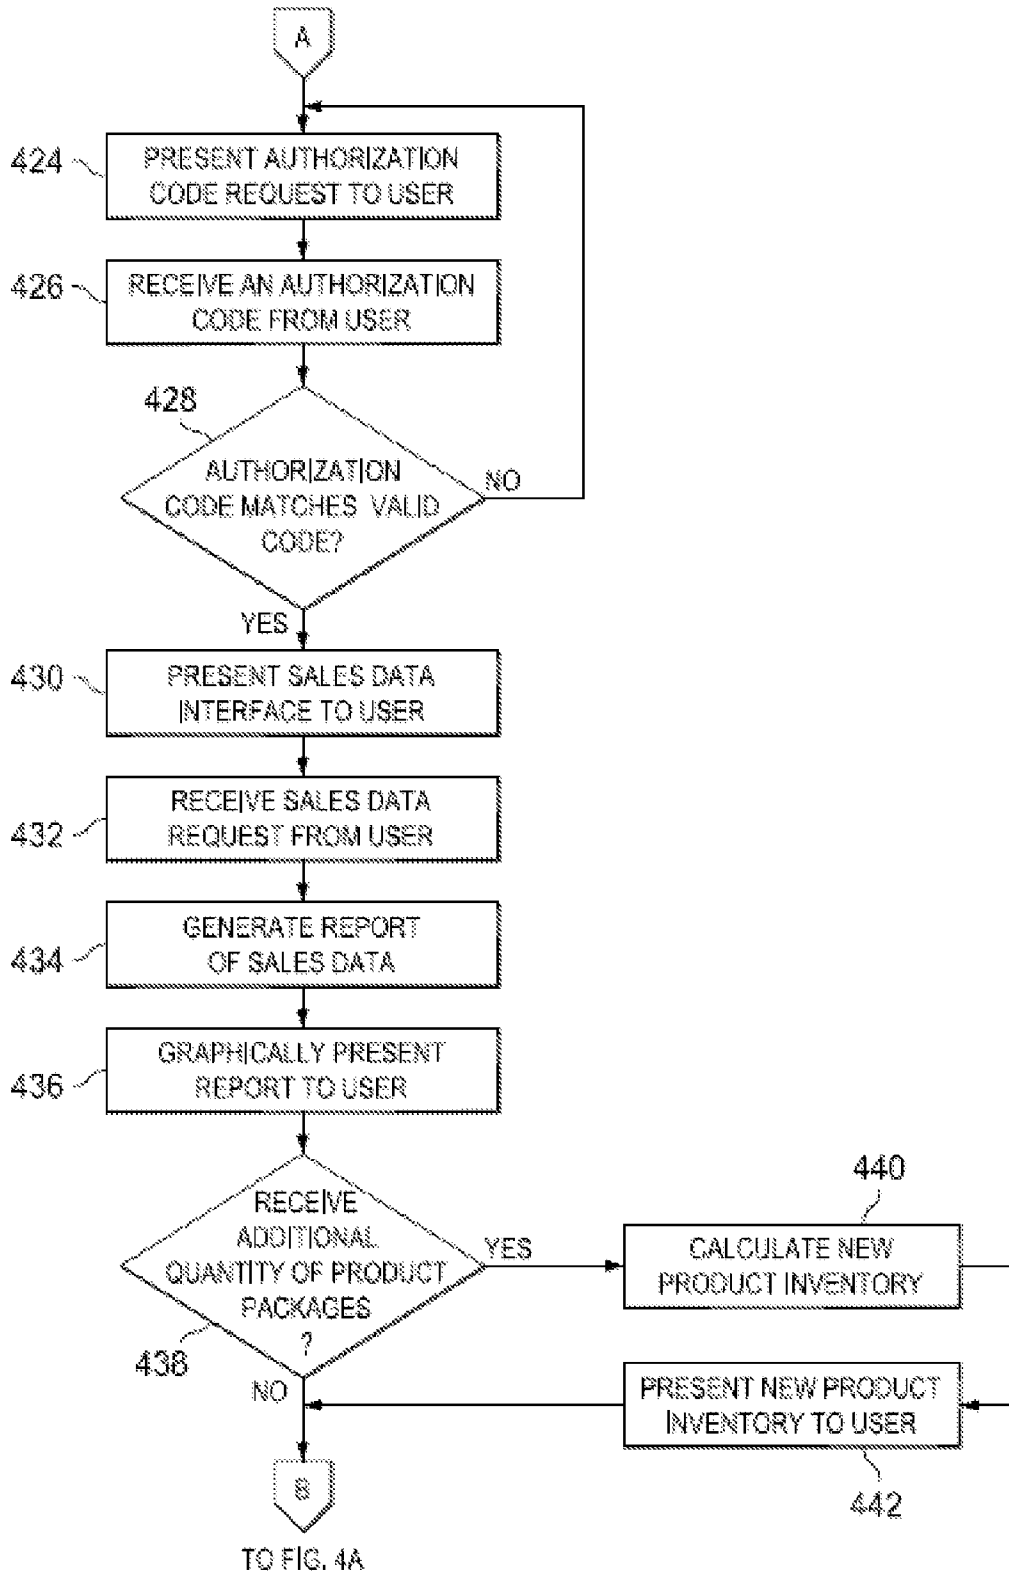 A
424
PRESENT AUTHORIZATION
CODE REQUEST TO USER
426
RECEIVE AN AUTHORIZATION
CODE FROM USER
428
AUTHORIZATION
CODE MATCHES VALID
CODE?
NO
YES
430
PRESENT SALES DATA
INTERFACE TO USER
432
RECEIVE SALES DATA
REQUEST FROM USER
434
GENERATE REPORT
OF SALES DATA
436
GRAPHICALLY PRESENT
REPORT TO USER
438
RECEIVE
ADDITIONAL
QUANTITY OF PRODUCT
PACKAGES
?
YES
440
CALCULATE NEW
PRODUCT INVENTORY
NO
PRESENT NEW PRODUCT
INVENTORY TO USER
442
B
TO FIG. 4A